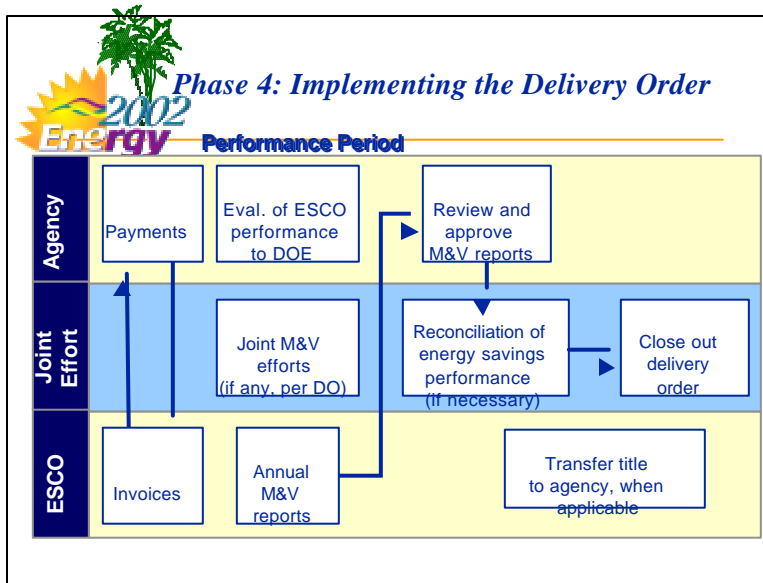 Phase 4: Implementing the Delivery Order
2002
Energy
Performance Period
Agency
Payments
Eval. of ESCO
performance
to DOE
Review and
approve
M&V reports
Joint
Effort
Joint M&V
efforts
(if any, per DO)
Reconciliation of
energy savings
performance
(If necessary)
Close out
delivery
order
ESCO
Invoices
Annual
M&V
reports
Transfer title
to agency, when
applicable